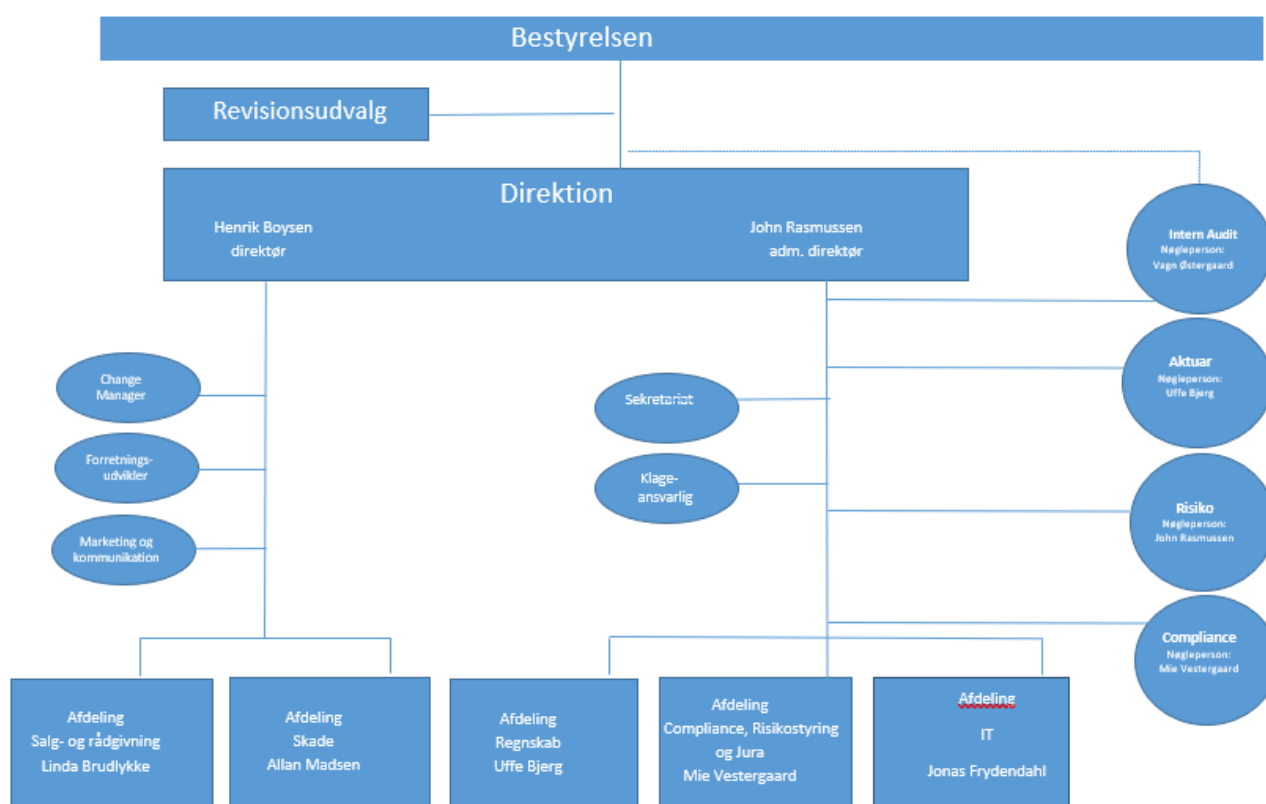 Bestyrelsen
Revisionsudvalg
Direktion
Henrik Boysen
direktør
John Rasmussen
adm. direktør
Intern Audit
Nøgleperson:
Vagn Østergaard
Aktuar
Nøgleperson:
Uffe Bjerg
Change
Manager
Sekretariat
Forretnings-
udvikler
Klage-
ansvarlig
Risiko
Nøgleperson:
John Rasmussen
Marketing og
kommunikation
Compliance
Nøgleperson:
Mie Vestergaard
Afdeling
Salg- og rådgivning
Linda Brudlykke
Afdeling
Skade
Allan Madsen
Afdeling
Regnskab
Uffe Bjerg
Afdeling
Compliance, Risikostyring
og Jura
Mie Vestergaard
Afdeling
IT
Jonas Frydendahl